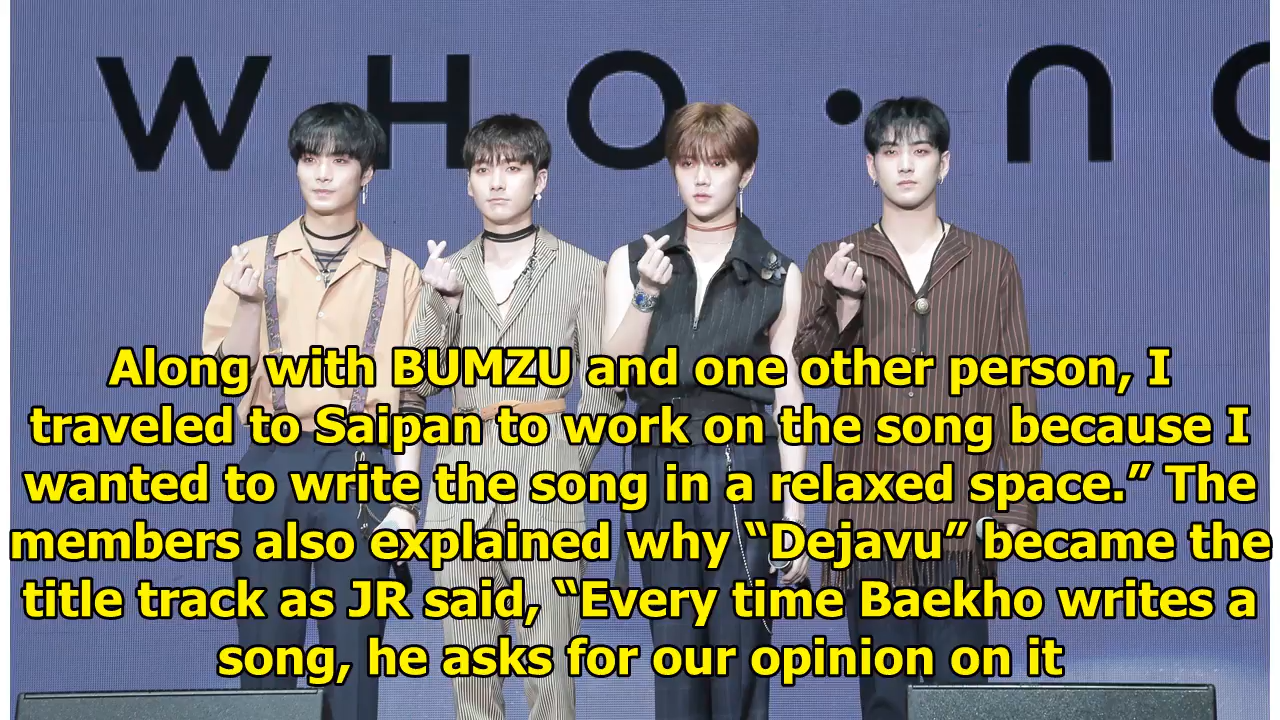 WHO · N
Along with BUMZU and one other person, I
traveled to Saipan to work on the song because I
wanted to write the song in a relaxed space.” The
members also explained why “Dejavu” became the
title track as JR said, “Every time Baekho writes a
song, he asks for our opinion on it